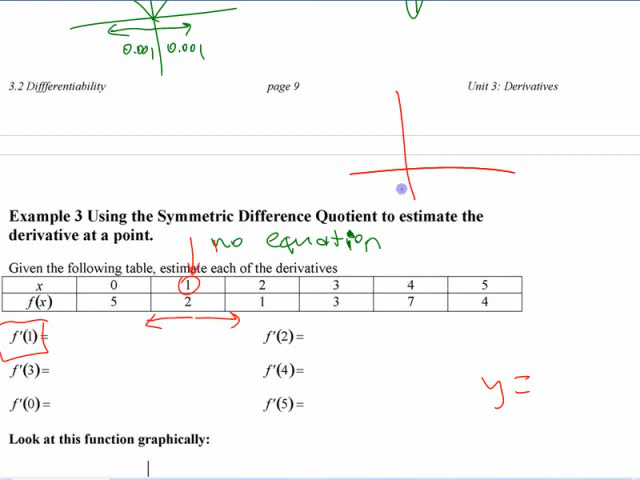 0.001 0.001
3.2 Diffferentiability page 9 Unit 3: Derivatives
Example 3 Using the Symmetric Difference Quotient to estimate the
derivative at a point.
no equation
Given the following table, estimate each of the derivatives
x 0 1 2 3 4 5
f(x) 5 2 1 3 7 4
f'(1)= f'(2)=
f'(3)= f'(4)=
y=
f'(0)= f'(5)=
Look at this function graphically: